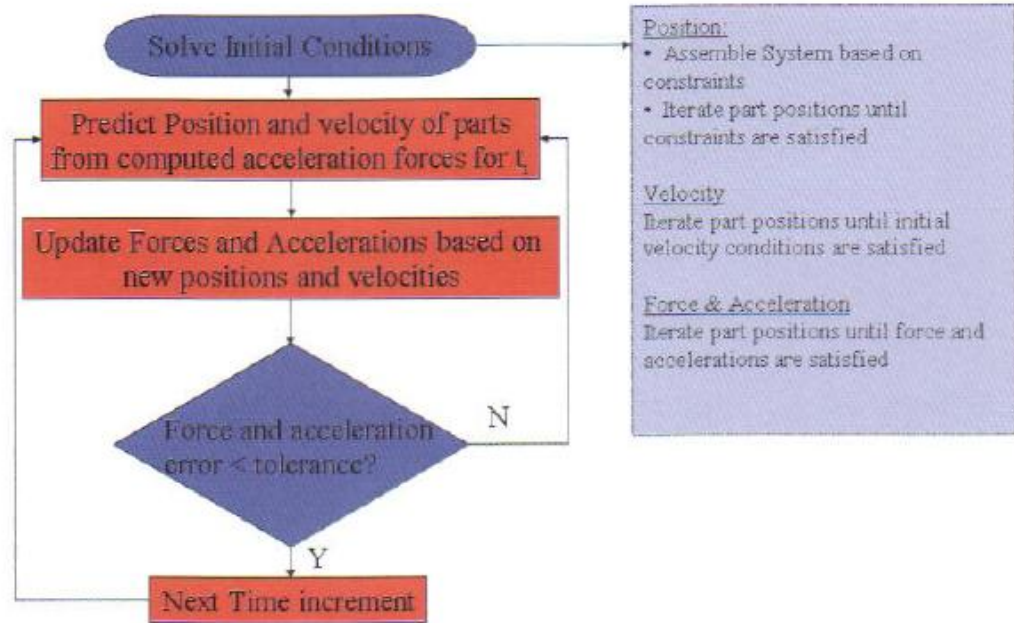 Solve Initial Conditions
Predict Position and velocity of parts
from computed acceleration forces for tᵢ
Update Forces and Accelerations based on
new positions and velocities
Force and acceleration
error < tolerance?
N
Y
Next Time increment
Position:
• Assemble System based on
constraints
• Iterate part positions until
constraints are satisfied
Velocity
Iterate part positions until initial
velocity conditions are satisfied
Force & Acceleration
Iterate part positions until force and
accelerations are satisfied